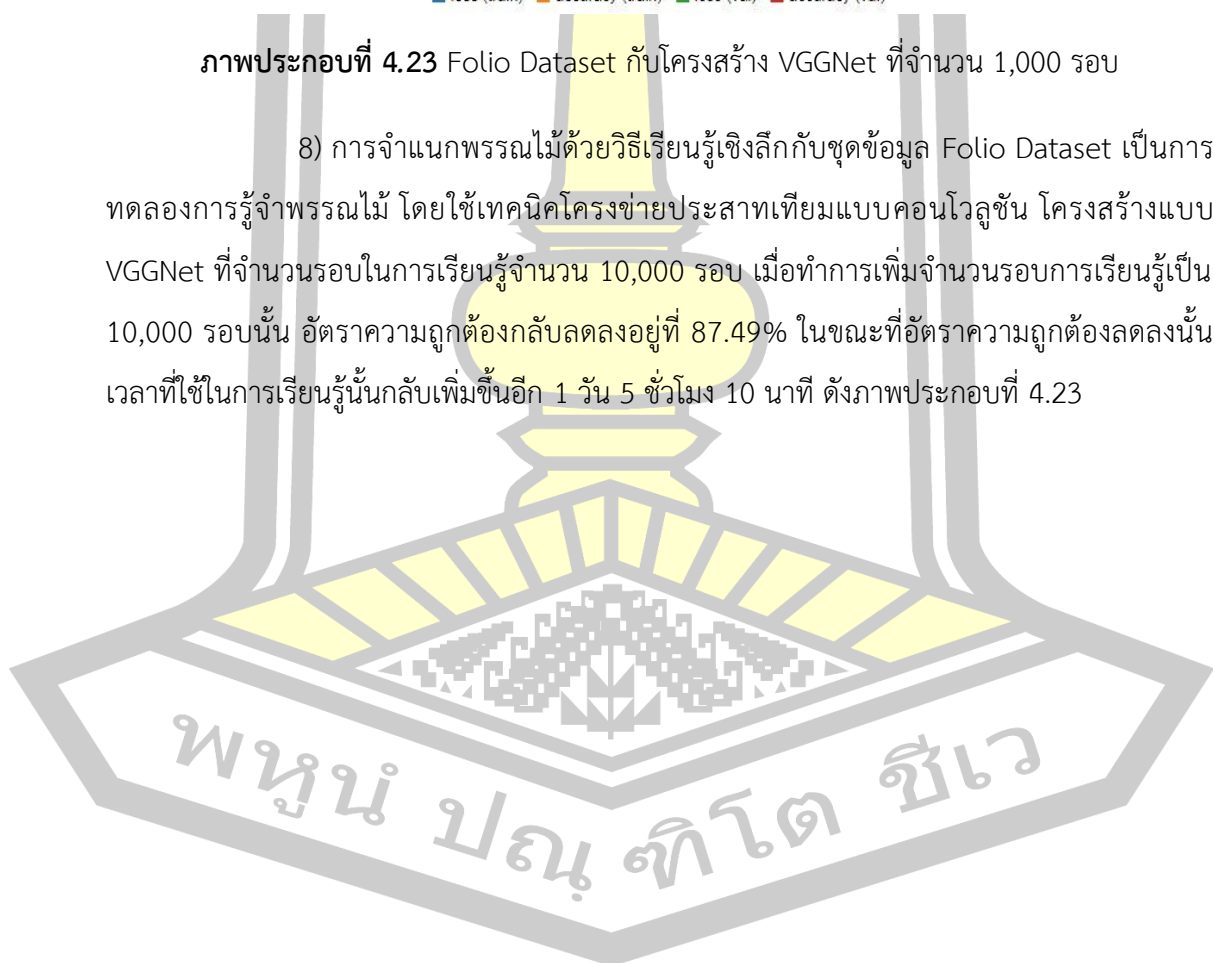 ภาพประกอบที่ 4.23 Folio Dataset กับโครงสร้าง VGGNet ที่จำนวน 1,000 รอบ
8) การจำแนกพรรณไม้ด้วยวิธีเรียนรู้เชิงลึกกับชุดข้อมูล Folio Dataset เป็นการ
ทดลองการรู้จำพรรณไม้ โดยใช้เทคนิคโครงข่ายประสาทเทียมแบบคอนโวลูชัน โครงสร้างแบบ
VGGNet ที่จำนวนรอบในการเรียนรู้จำนวน 10,000 รอบ เมื่อทำการเพิ่มจำนวนรอบการเรียนรู้เป็น
10,000 รอบนั้น อัตราความถูกต้องกลับลดลงอยู่ที่ 87.49% ในขณะที่อัตราความถูกต้องลดลงนั้น
เวลาที่ใช้ในการเรียนรู้นั้นกลับเพิ่มขึ้นอีก 1 วัน 5 ชั่วโมง 10 นาที ดังภาพประกอบที่ 4.23
พหูนํ ปณฺ ฑิโต ชีเว